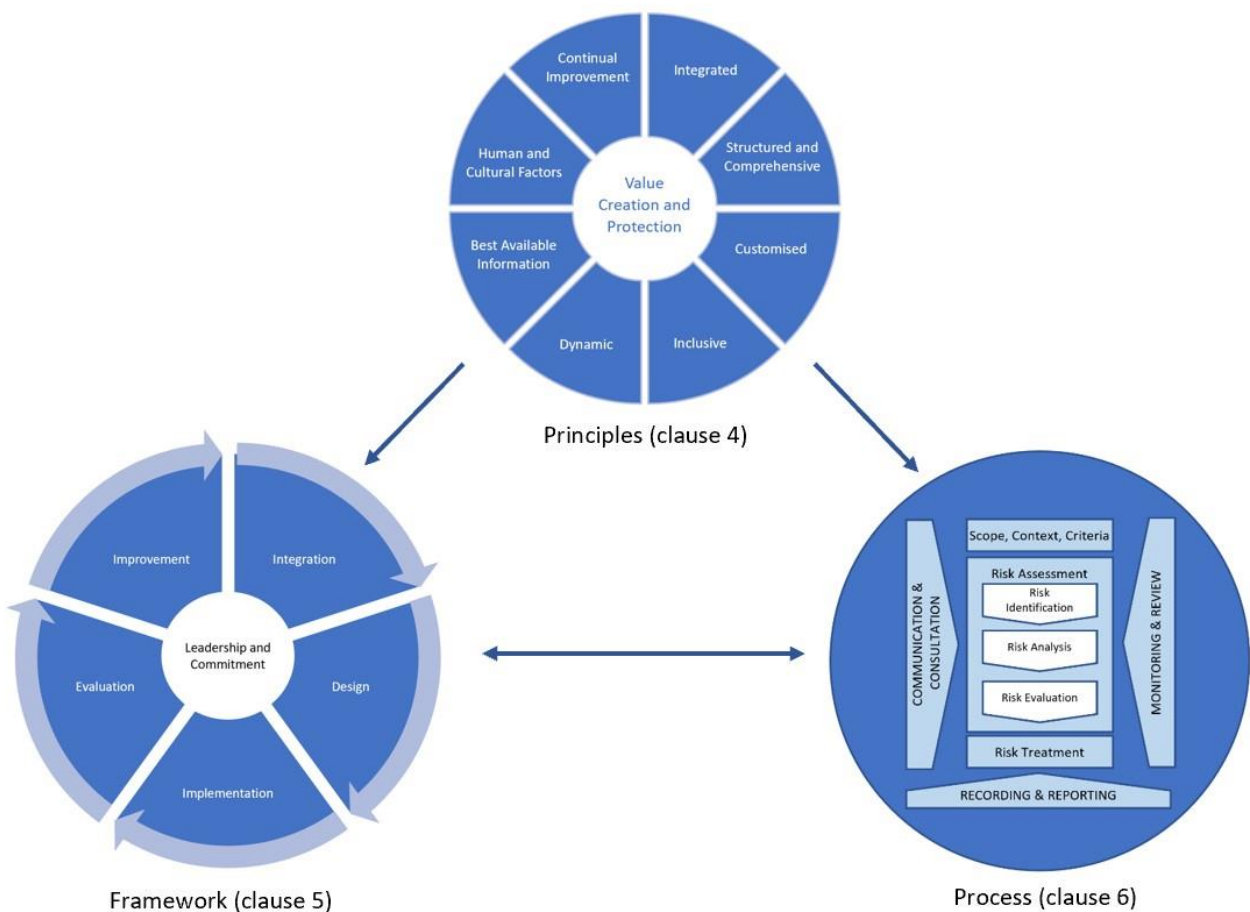 Continual
Improvement
Integrated
Structured and
Comprehensive
Customised
Inclusive
Dynamic
Best Available
Information
Human and
Cultural Factors
Value
Creation and
Protection
Principles (clause 4)
Integration
Design
Implementation
Evaluation
Improvement
Leadership and
Commitment
Framework (clause 5)
Scope, Context, Criteria
Risk Assessment
Risk
Identification
Risk Analysis
Risk Evaluation
Risk Treatment
COMMUNICATION &
CONSULTATION
MONITORING & REVIEW
RECORDING & REPORTING
Process (clause 6)